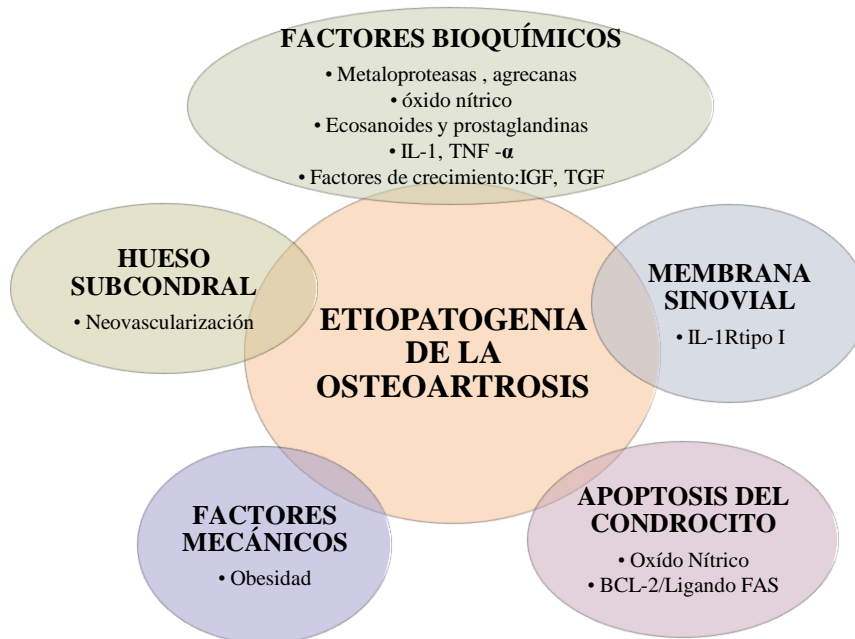 FACTORES BIOQUÍMICOS
• Metaloproteasas , agrecanas
• óxido nítrico
• Ecosanoides y prostaglandinas
• IL-1, TNF -α
• Factores de crecimiento:IGF, TGF
HUESO
SUBCONDRAL
• Neovascularización
MEMBRANA
SINOVIAL
• IL-1Rtipo I
ETIOPATOGENIA
DE LA
OSTEOARTROSIS
FACTORES
MECÁNICOS
• Obesidad
APOPTOSIS DEL
CONDROCITO
• Oxído Nítrico
• BCL-2/Ligando FAS